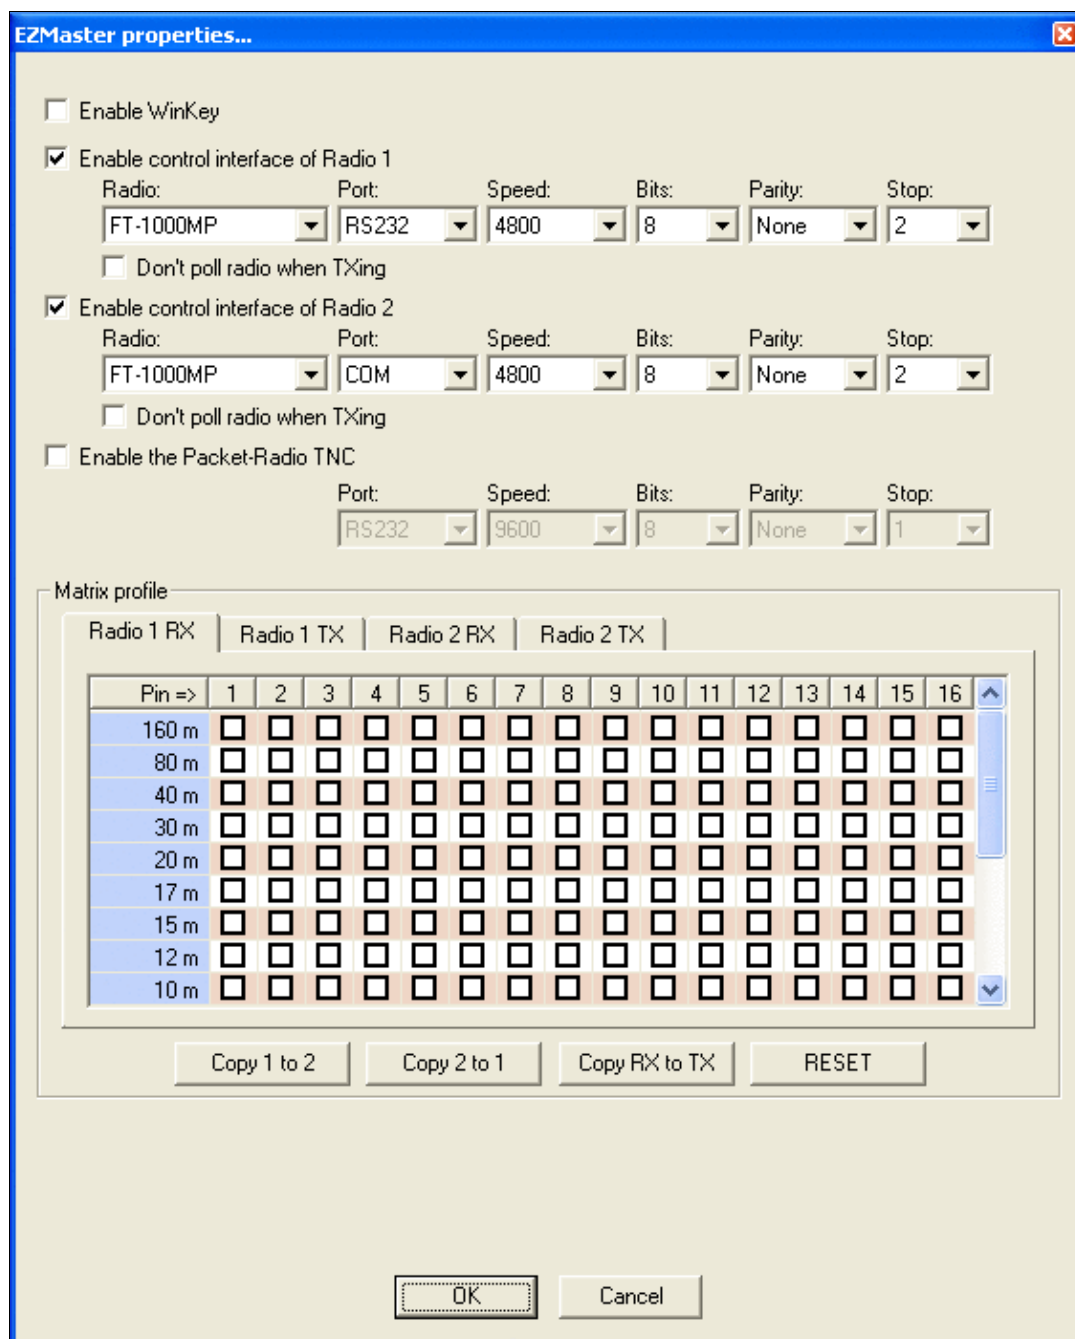 EZMaster properties...
Enable WinKey
Enable control interface of Radio 1
Radio: Port: Speed: Bits: Parity: Stop:
FT-1000MP RS232 4800 8 None 2
Don't poll radio when TXing
Enable control interface of Radio 2
Radio: Port: Speed: Bits: Parity: Stop:
FT-1000MP COM 4800 8 None 2
Don't poll radio when TXing
Enable the Packet-Radio TNC
Port: Speed: Bits: Parity: Stop:
RS232 9600 8 None 1
Matrix profile
Radio 1 RX Radio 1 TX Radio 2 RX Radio 2 TX
Pin => 1 2 3 4 5 6 7 8 9 10 11 12 13 14 15 16
160 m
80 m
40 m
30 m
20 m
17 m
15 m
12 m
10 m
Copy 1 to 2 Copy 2 to 1 Copy RX to TX RESET
OK Cancel